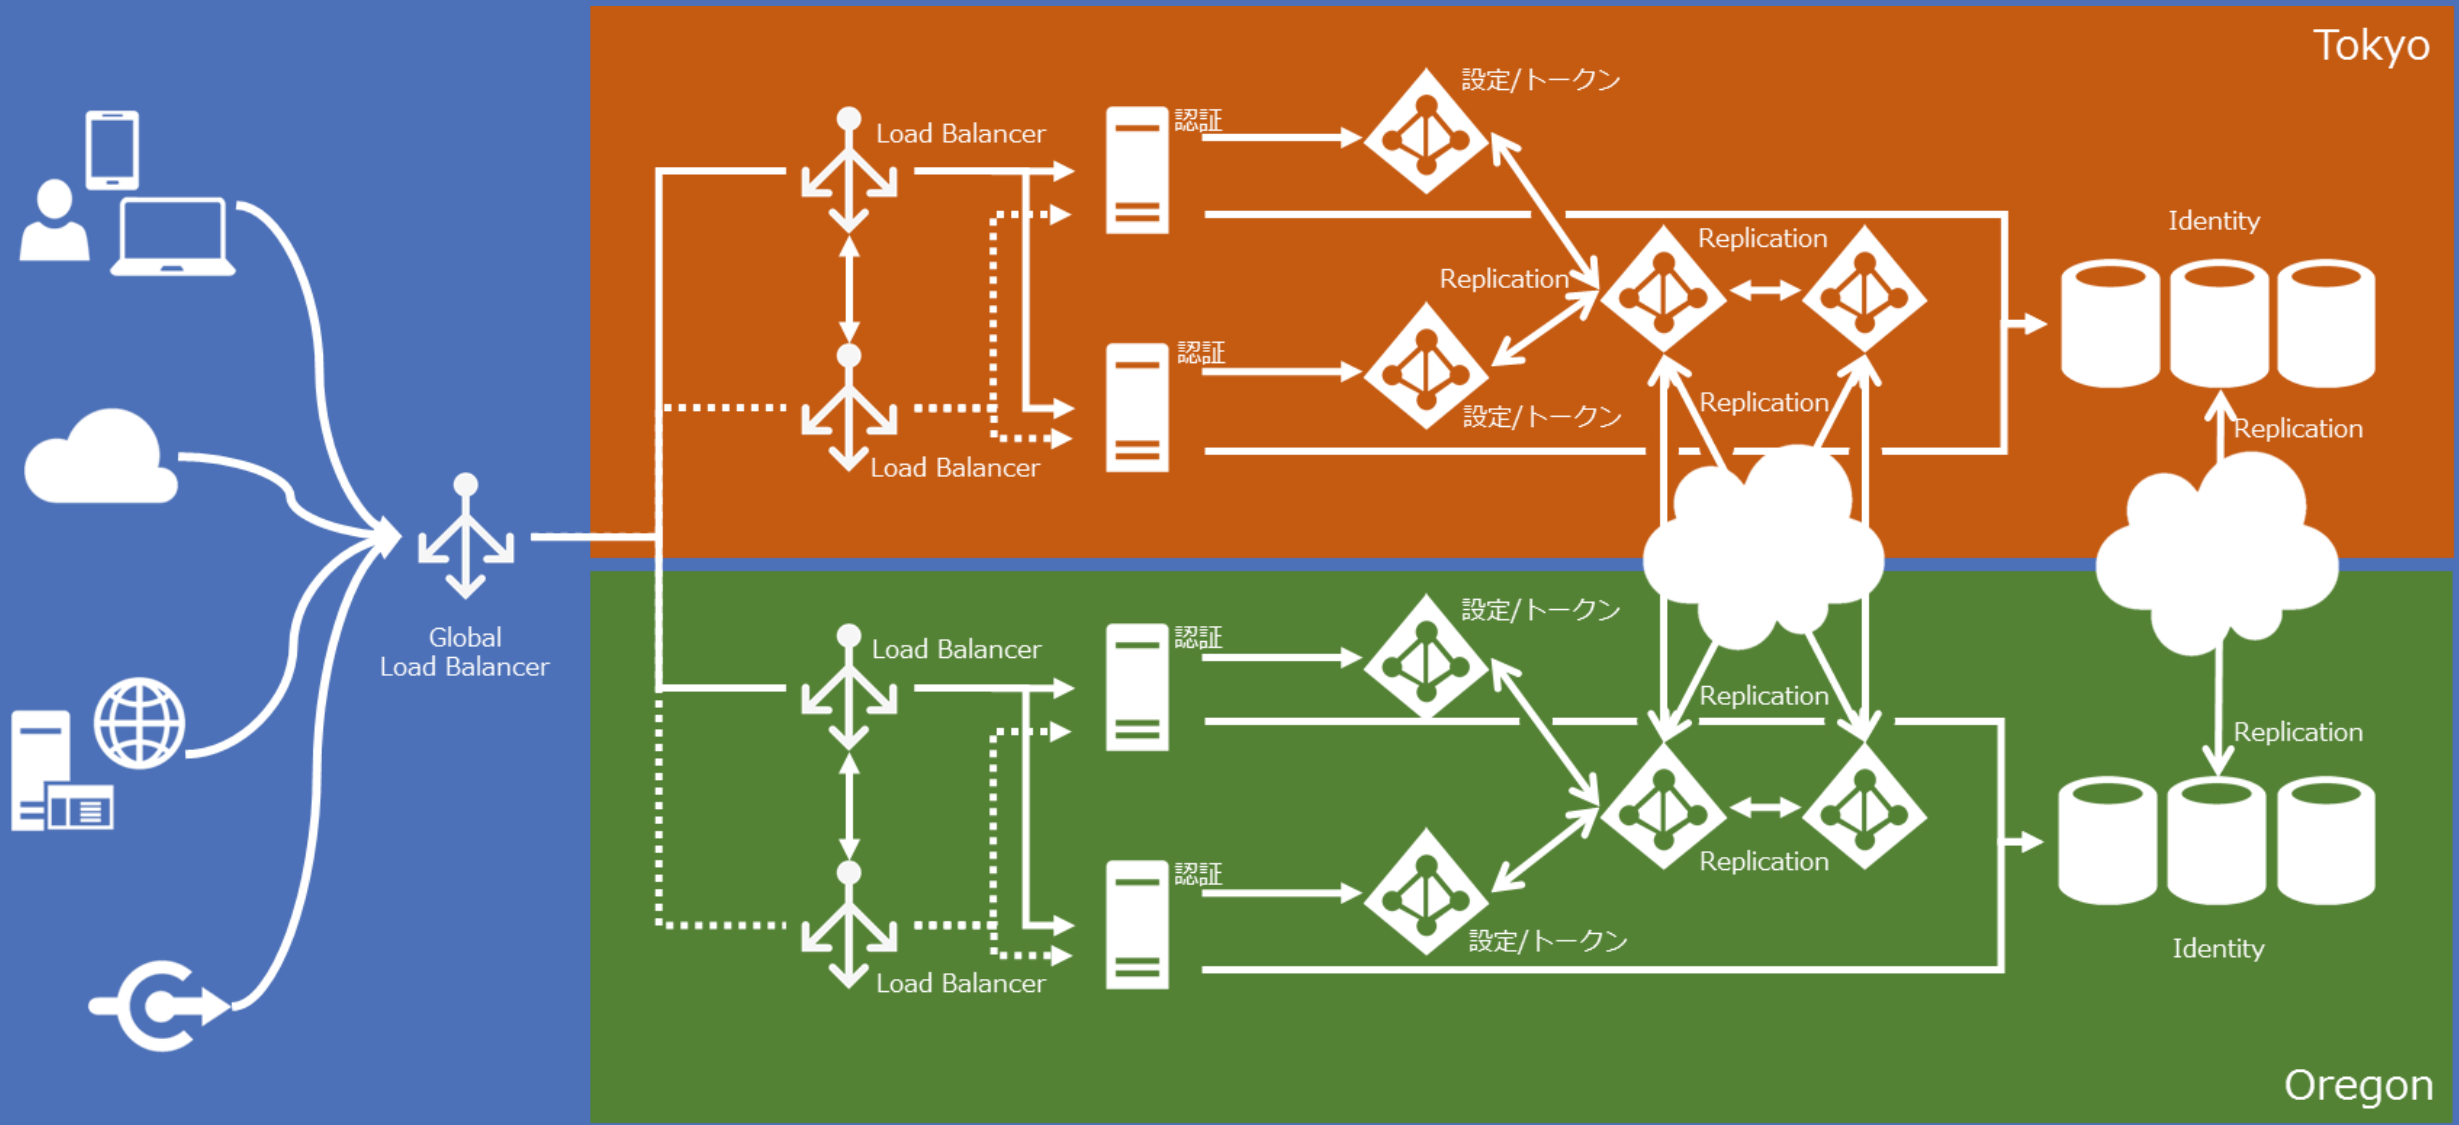 Tokyo
設定/トークン
認証
Load Balancer
Identity
Replication
Replication
認証
Replication
設定/トークン
Replication
Load Balancer
Global
Load Balancer
設定/トークン
認証
Load Balancer
Replication
Replication
Replication
認証
設定/トークン
Identity
Load Balancer
Oregon